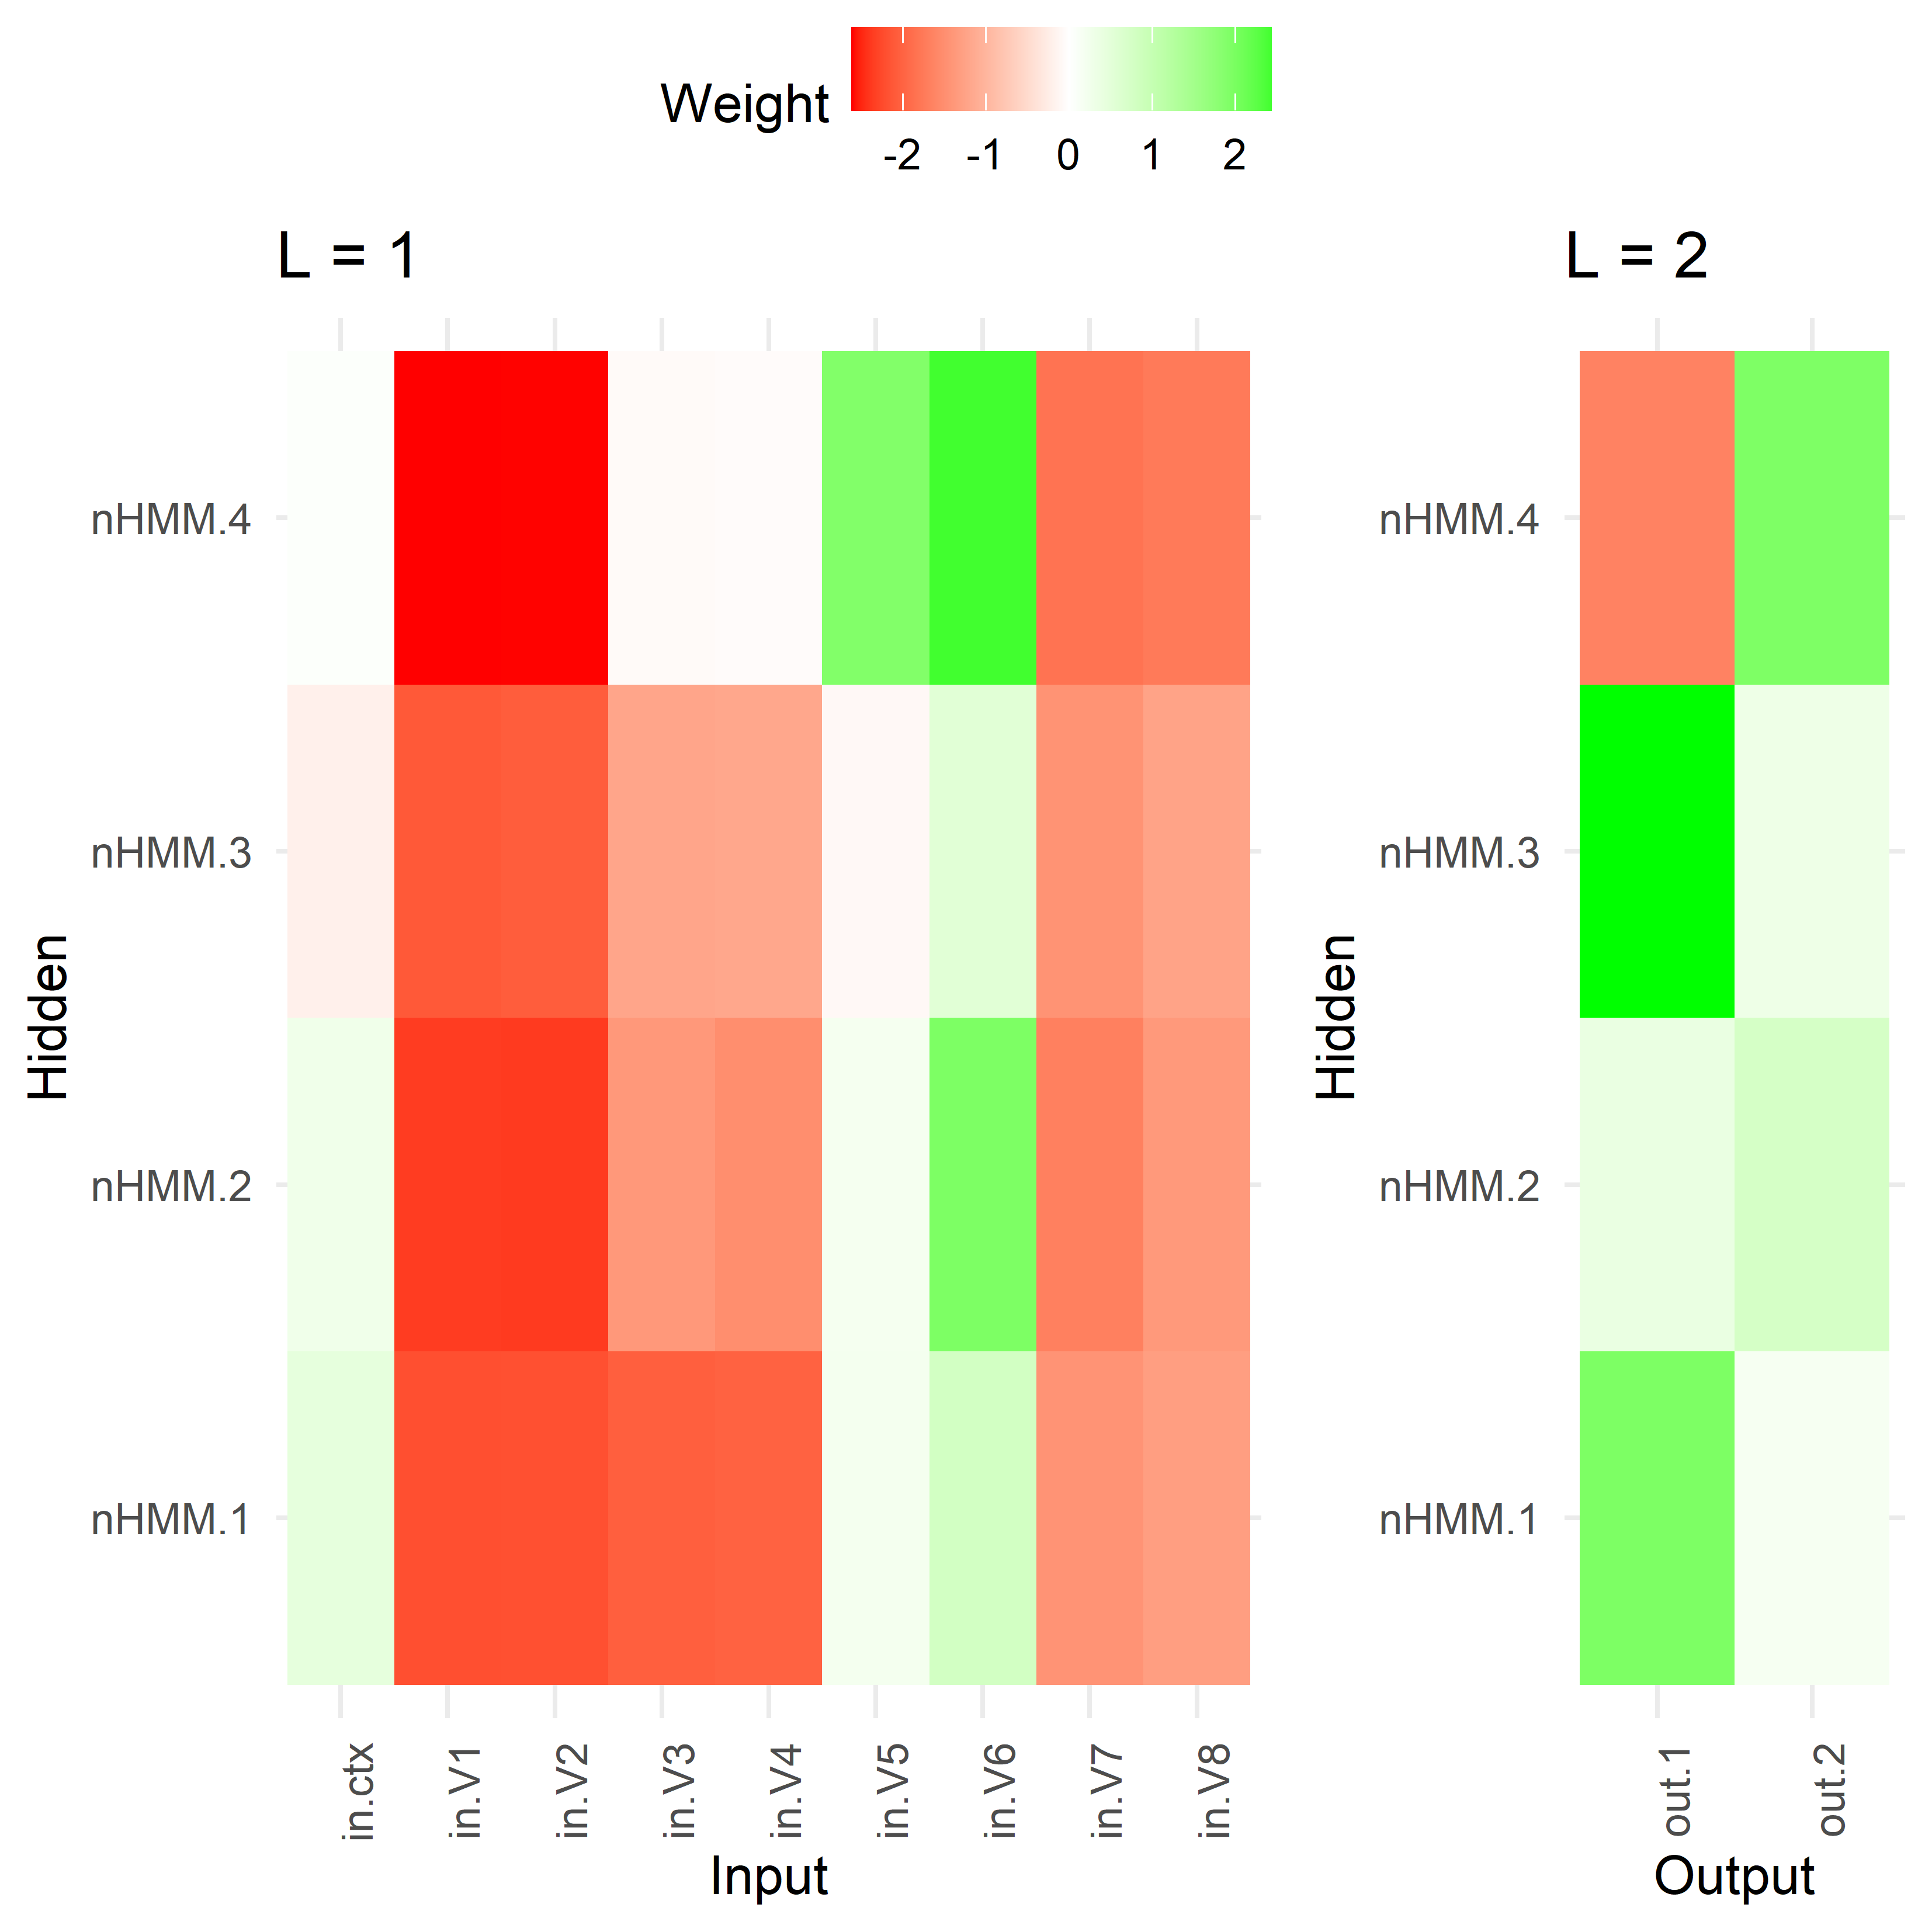 Weight
-2 -1 0 1 2
L = 1
nHMM.4
nHMM.3
nHMM.2
nHMM.1
Hidden
in.ctx in.V1 in.V2 in.V3 in.V4 in.V5 in.V6 in.V7 in.V8
Input
L = 2
nHMM.4
nHMM.3
nHMM.2
nHMM.1
Hidden
out.1 out.2
Output